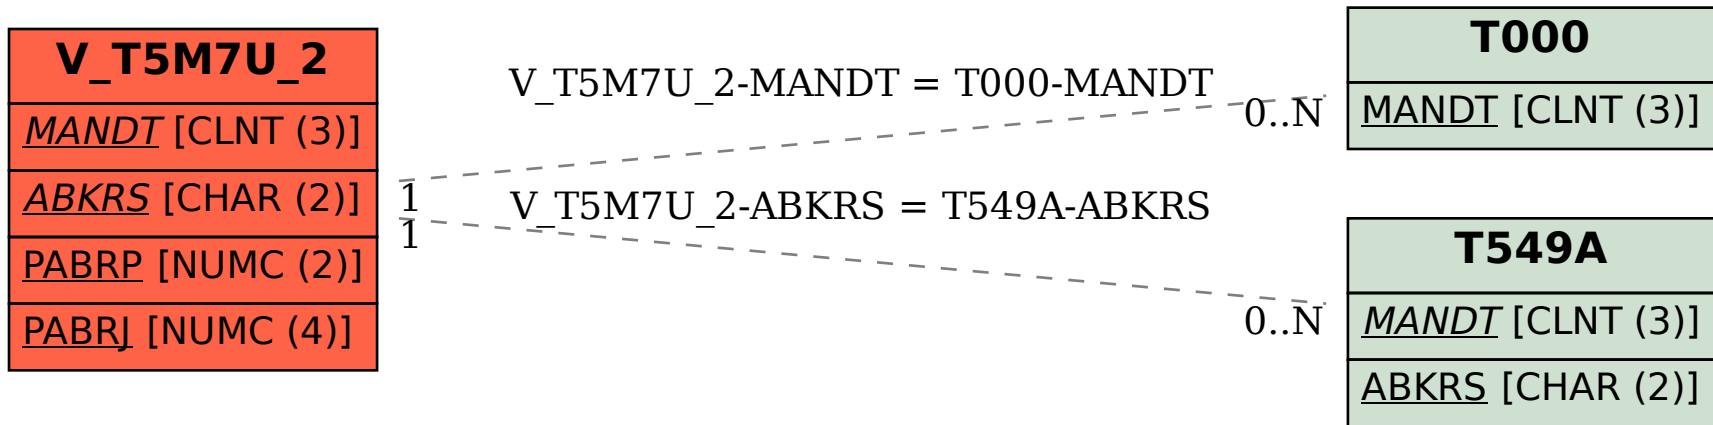 V_T5M7U_2
MANDT [CLNT (3)]
ABKRS [CHAR (2)]
PABRP [NUMC (2)]
PABRJ [NUMC (4)]
V_T5M7U_2-MANDT = T000-MANDT
0..N
1
V_T5M7U_2-ABKRS = T549A-ABKRS
1
0..N
T000
MANDT [CLNT (3)]
T549A
MANDT [CLNT (3)]
ABKRS [CHAR (2)]